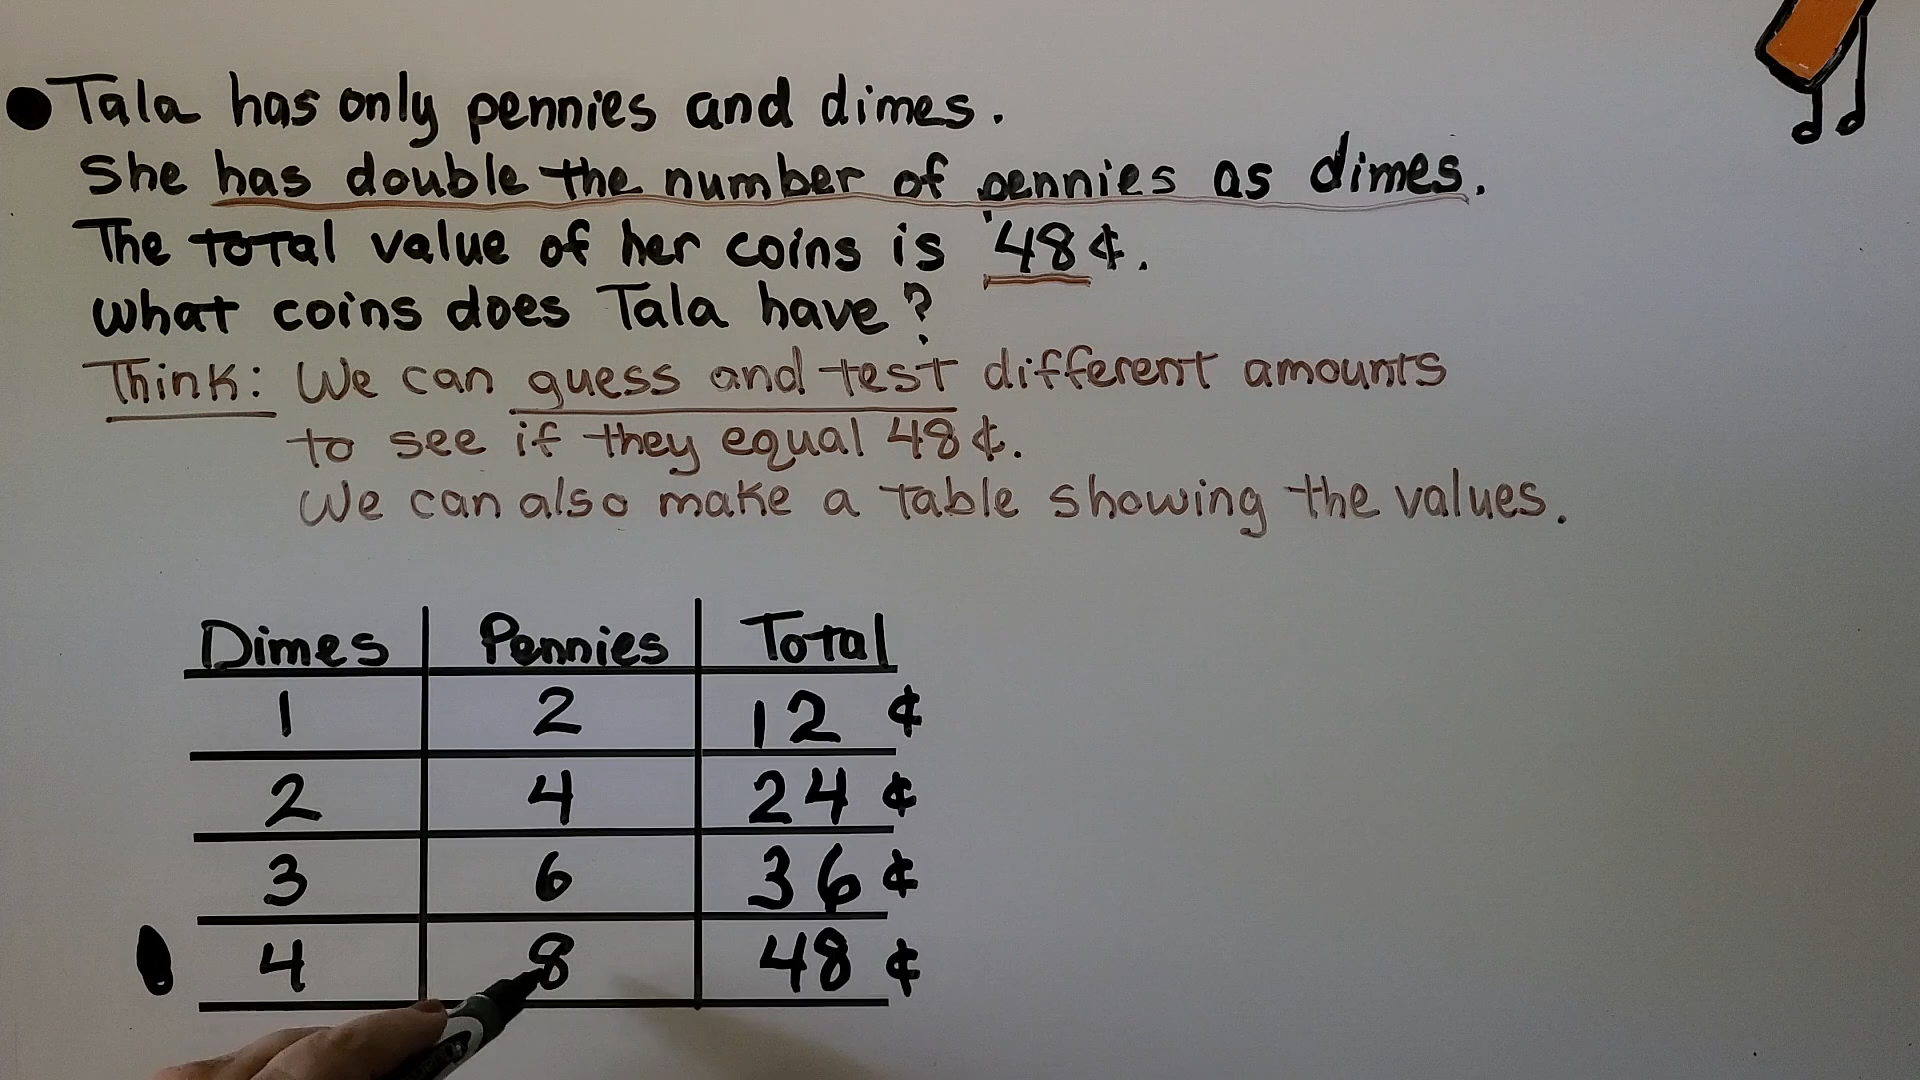 Tala has only pennies and dimes.
She has double the number of pennies as dimes.
The total value of her coins is 48¢.
What coins does Tala have?
Think: We can guess and test different amounts
to see if they equal 48¢.
We can also make a table showing the values.
Dimes Pennies Total
1 2 12 ¢
2 4 24 ¢
3 6 36 ¢
4 8 48 ¢